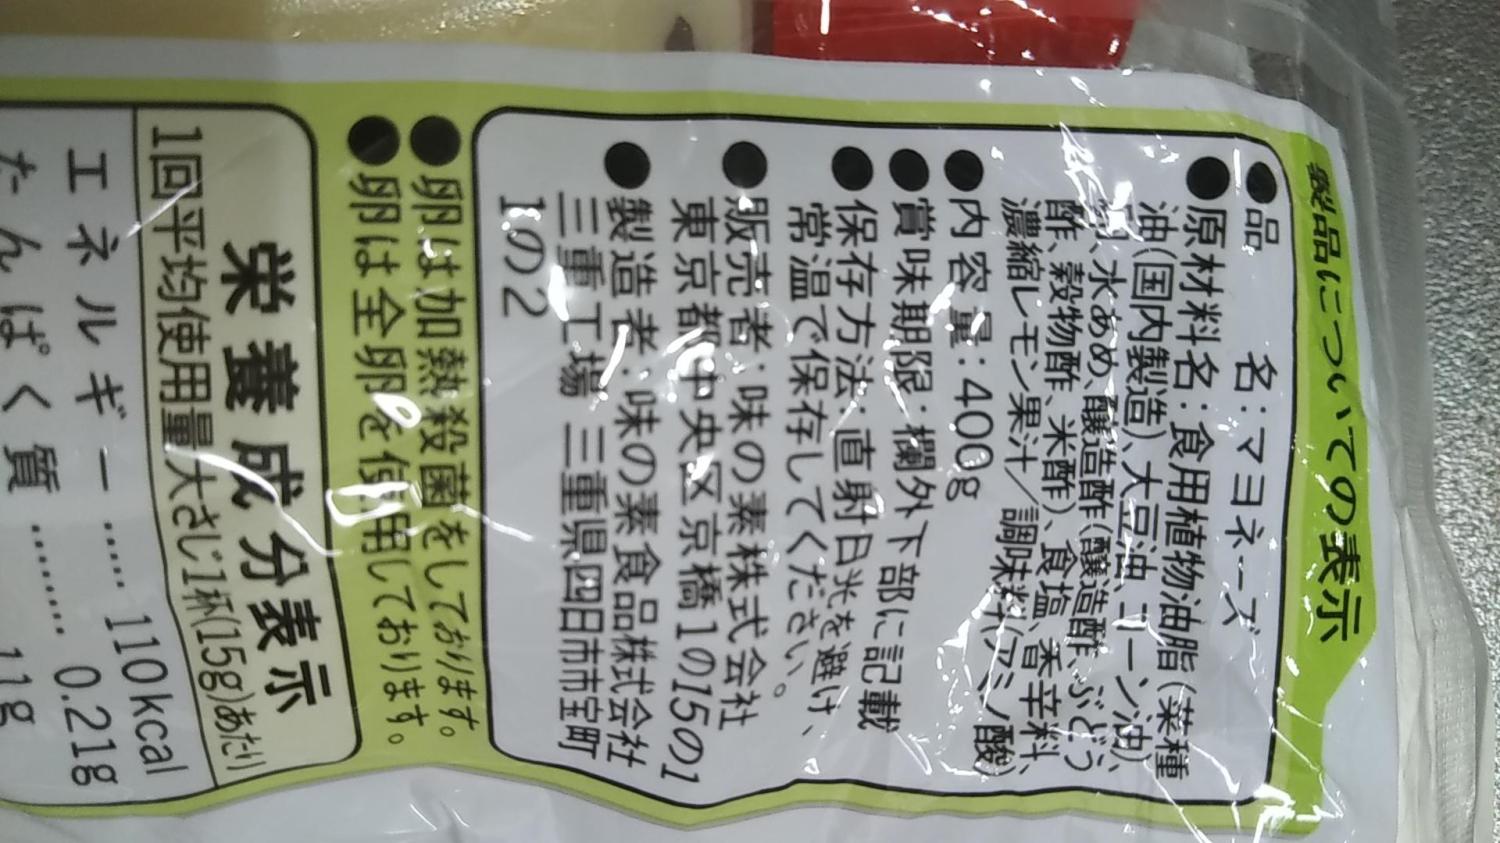 製品についての表示
●品 名：マヨネーズ
●原材料名：食用植物油脂（菜種
油（国内製造）、大豆油、コーン油）、
卵、水あめ、醸造酢（醸造酢、ぶどう
酢、穀物酢、米酢）、食塩、香辛料、
濃縮レモン果汁／調味料（アミノ酸）
●内容量：400g
●賞味期限：欄外下部に記載
●保存方法：直射日光を避け、
常温で保存してください。
●販売者：味の素株式会社
東京都中央区京橋1の15の1
●製造者：味の素食品株式会社
三重工場 三重県四日市市宝町
1の2
●卵は加熱殺菌をしております。
●卵は全卵を使用しております。
栄養成分表示
1回平均使用量大さじ1杯(15g)あたり
エネルギー …… 110kcal
たんぱく質 ……… 0.21g
11g